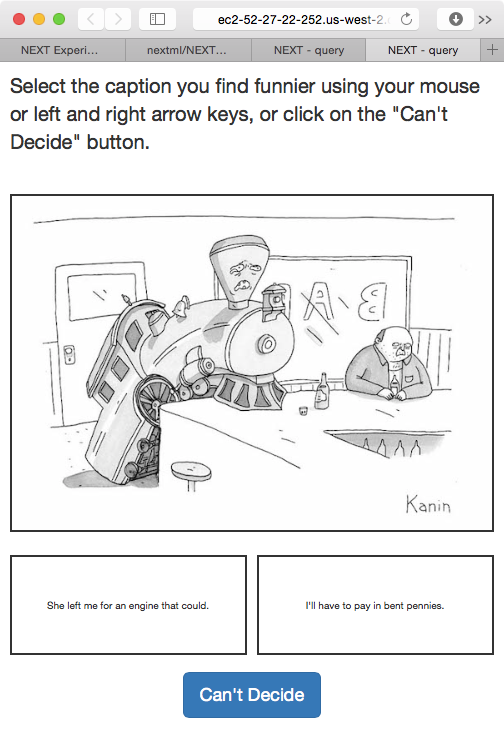 ec2-52-27-22-252.us-west-2.
>>
NEXT Experi...
nextml/NEXT...
NEXT - query
NEXT - query
+
Select the caption you find funnier using your mouse
or left and right arrow keys, or click on the "Can't
Decide" button.
BAR
Kanin
She left me for an engine that could.
I'll have to pay in bent pennies.
Can't Decide